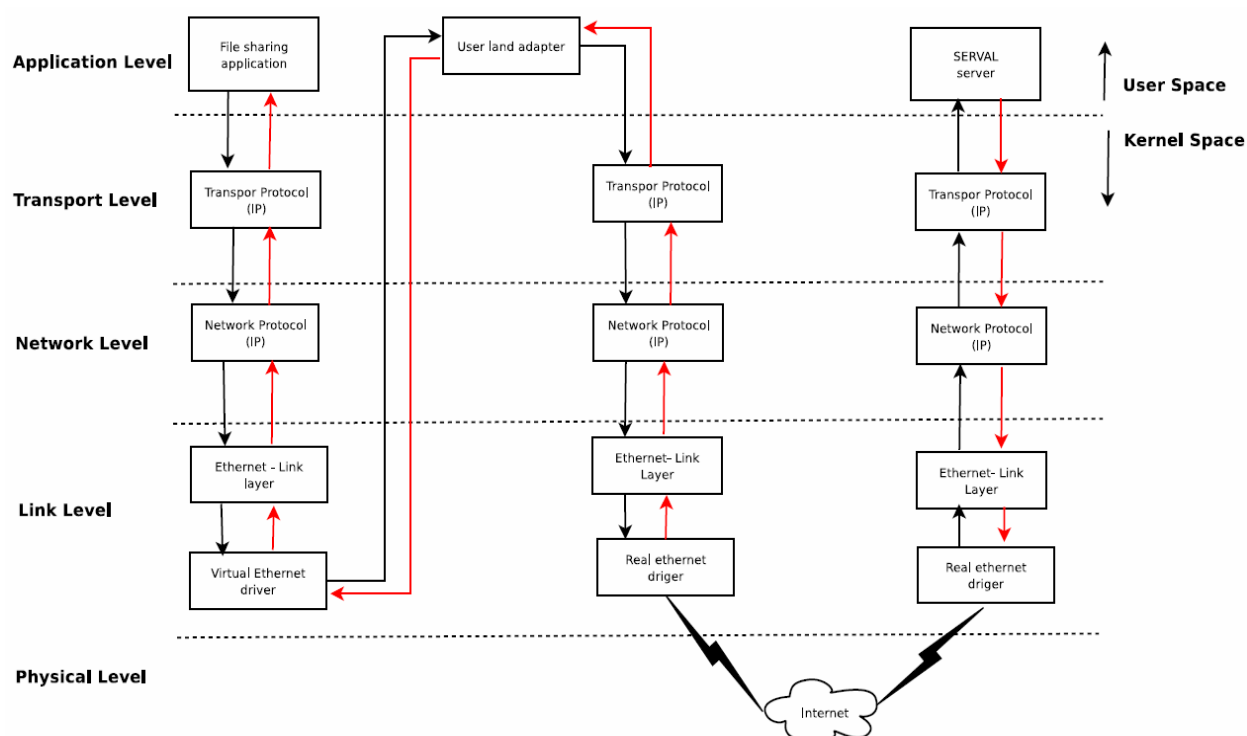 File sharing
application
User land adapter
SERVAL
server
Application Level
User Space
Kernel Space
Transport Level
Transpor Protocol
(IP)
Transpor Protocol
(IP)
Transpor Protocol
(IP)
Network Level
Network Protocol
(IP)
Network Protocol
(IP)
Network Protocol
(IP)
Link Level
Ethernet - Link
layer
Ethernet- Link
Layer
Ethernet- Link
Layer
Virtual Ethernet
driver
Real ethernet
driger
Real ethernet
driger
Physical Level
Internet